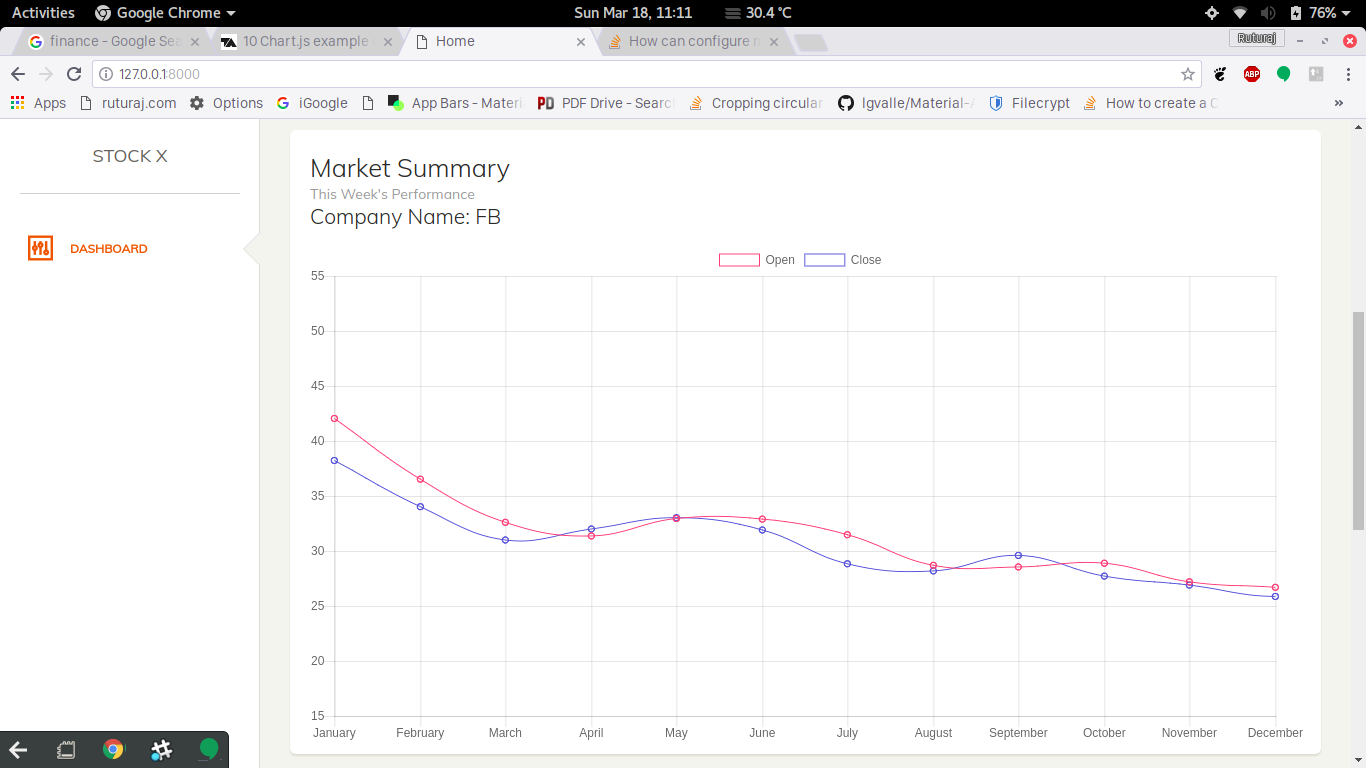 Activities Google Chrome Sun Mar 18, 11:11 30.4 °C 76%
finance - Google Sea 10 Chart.js example Home How can configure Ruturaj
127.0.0.1:8000 ABP
Apps ruturaj.com Options iGoogle App Bars - Materi PDF Drive - Searc Cropping circular lgvalle/Material-A Filecrypt How to create a C »
STOCK X
DASHBOARD
Market Summary
This Week's Performance
Company Name: FB
Open Close
55
50
45
40
35
30
25
20
15
January February March April May June July August September October November December